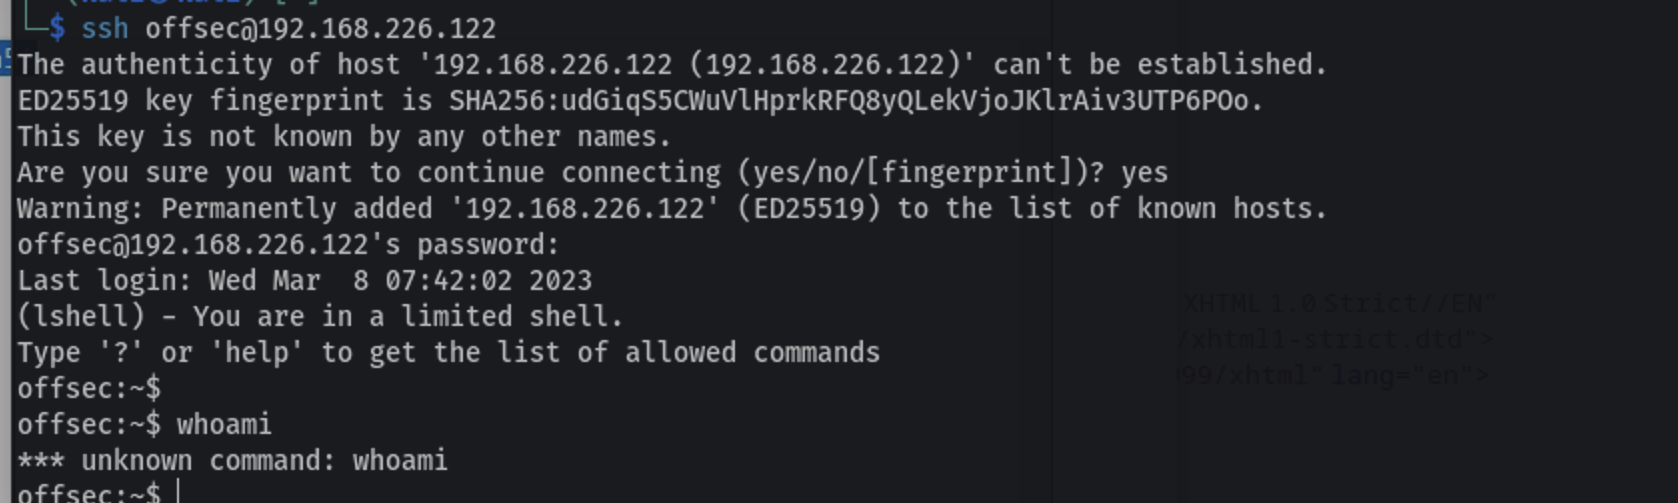 └─$ ssh offsec@192.168.226.122
The authenticity of host '192.168.226.122 (192.168.226.122)' can't be established.
ED25519 key fingerprint is SHA256:udGiqS5CWuVlHprkRFQ8yQLekVjoJKlrAiv3UTP6POo.
This key is not known by any other names.
Are you sure you want to continue connecting (yes/no/[fingerprint])? yes
Warning: Permanently added '192.168.226.122' (ED25519) to the list of known hosts.
offsec@192.168.226.122's password:
Last login: Wed Mar  8 07:42:02 2023
(lshell) - You are in a limited shell.
Type '?' or 'help' to get the list of allowed commands
offsec:~$
offsec:~$ whoami
*** unknown command: whoami
offsec:~$
XHTML 1.0 Strict//EN"
/xhtml1-strict.dtd">
99/xhtml" lang="en">